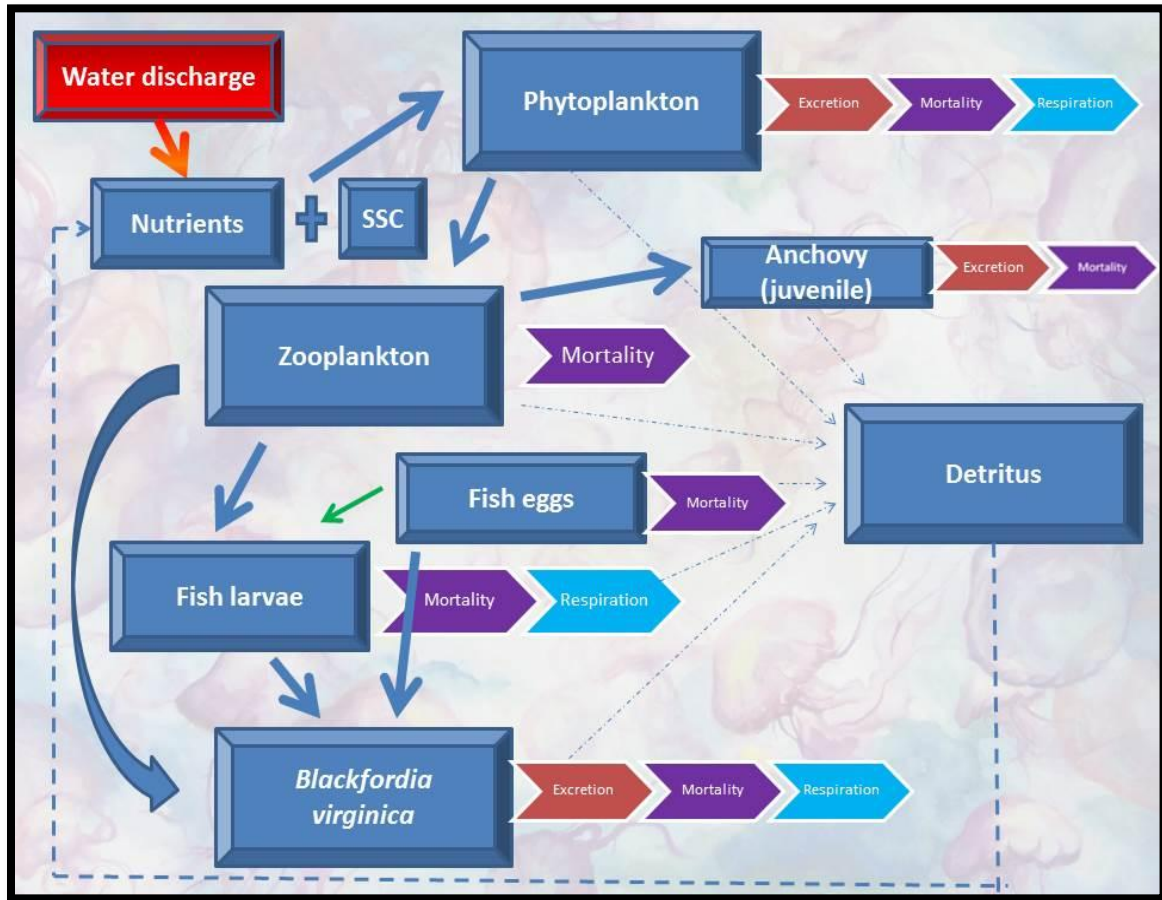 Water discharge
Phytoplankton
Excretion
Mortality
Respiration
Nutrients
SSC
Anchovy
(juvenile)
Excretion
Mortality
Zooplankton
Mortality
Detritus
Fish eggs
Mortality
Fish larvae
Mortality
Respiration
Blackfordia
virginica
Excretion
Mortality
Respiration